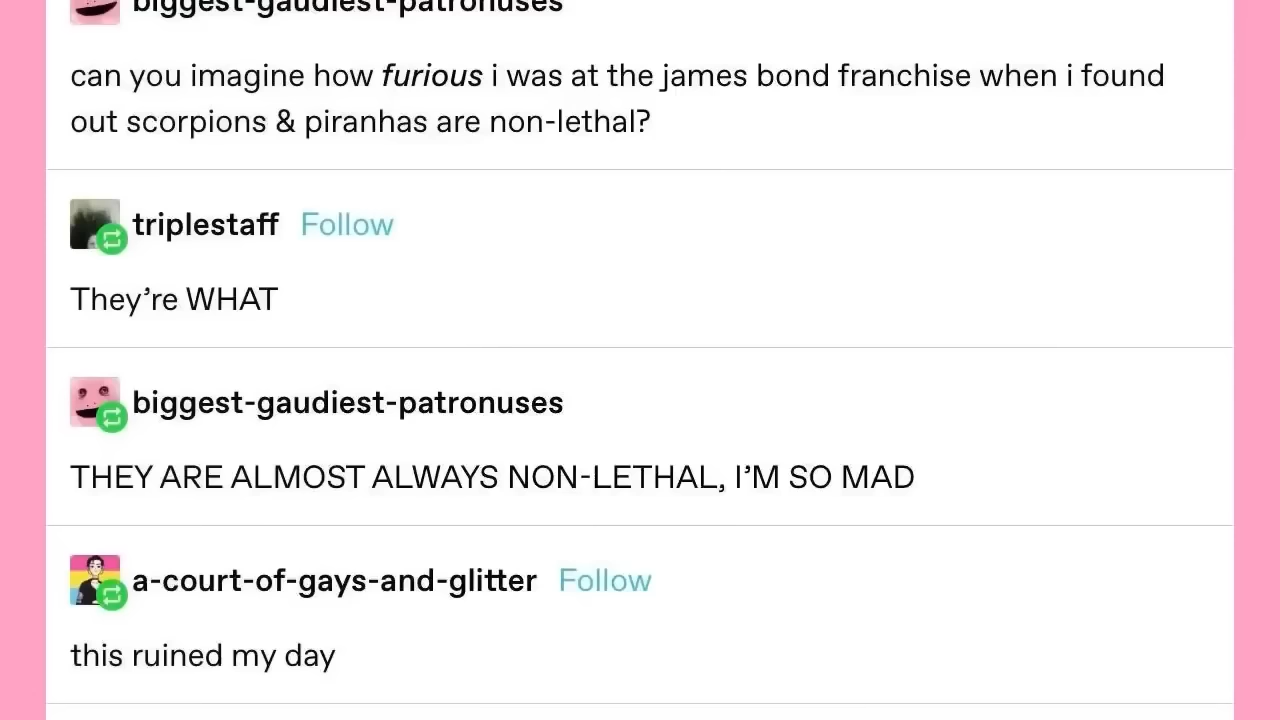 biggest-gaudiest-patronuses
can you imagine how furious i was at the james bond franchise when i found
out scorpions & piranhas are non-lethal?
triplestaff Follow
They’re WHAT
biggest-gaudiest-patronuses
THEY ARE ALMOST ALWAYS NON-LETHAL, I’M SO MAD
a-court-of-gays-and-glitter Follow
this ruined my day